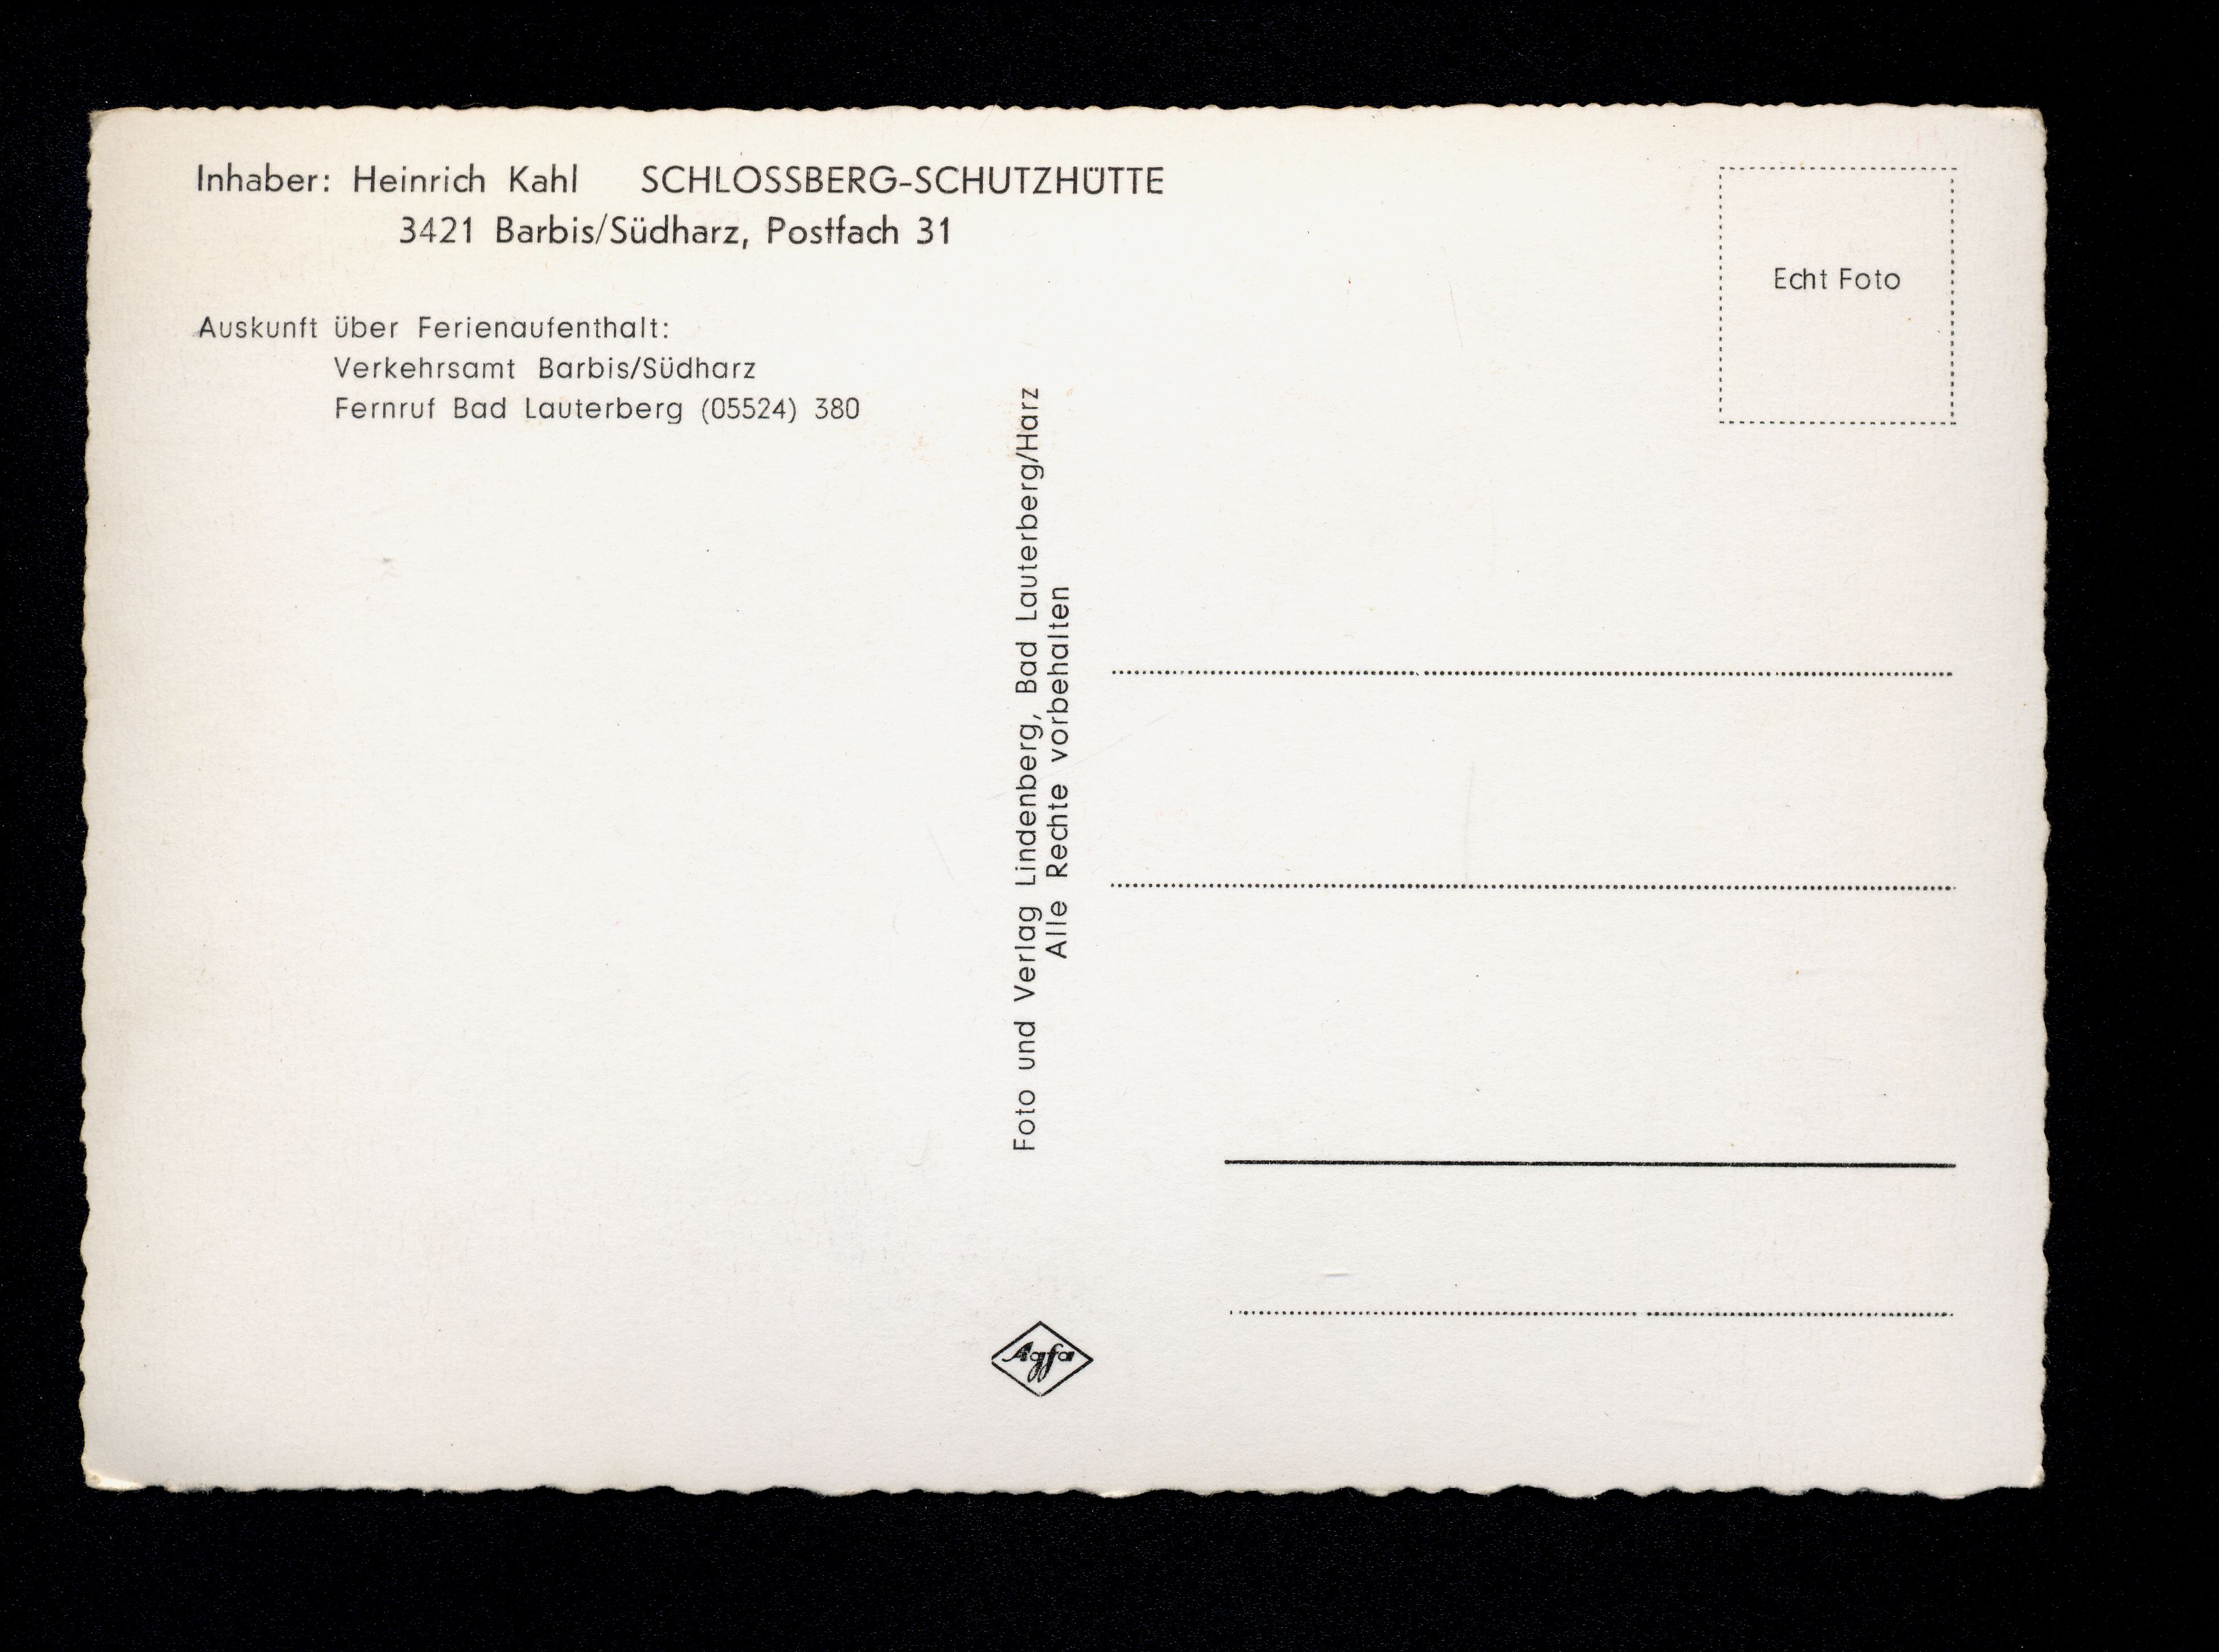 Inhaber: Heinrich Kahl SCHLOSSBERG-SCHUTZHÜTTE
3421 Barbis/Südharz, Postfach 31
Auskunft über Ferienaufenthalt:
Verkehrsamt Barbis/Südharz
Fernruf Bad Lauterberg (05524) 380
Echt Foto
Foto und Verlag Lindenberg, Bad Lauterberg/Harz
Alle Rechte vorbehalten
Agfa